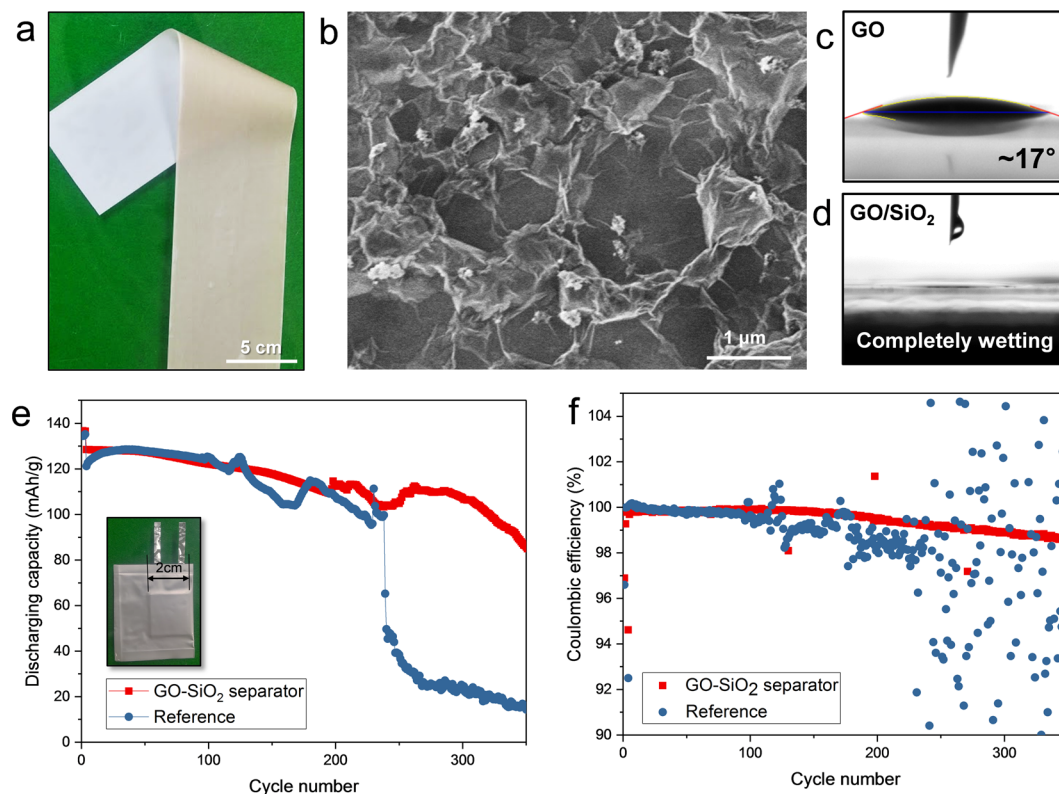 a
5 cm
b
1 μm
c
GO
~17°
d
GO/SiO₂
Completely wetting
e
Discharging capacity (mAh/g)
140
120
100
80
60
40
20
0
2cm
GO-SiO₂ separator
Reference
0
100
200
300
Cycle number
f
Coulombic efficiency (%)
104
102
100
98
96
94
92
90
GO-SiO₂ separator
Reference
0
100
200
300
Cycle number